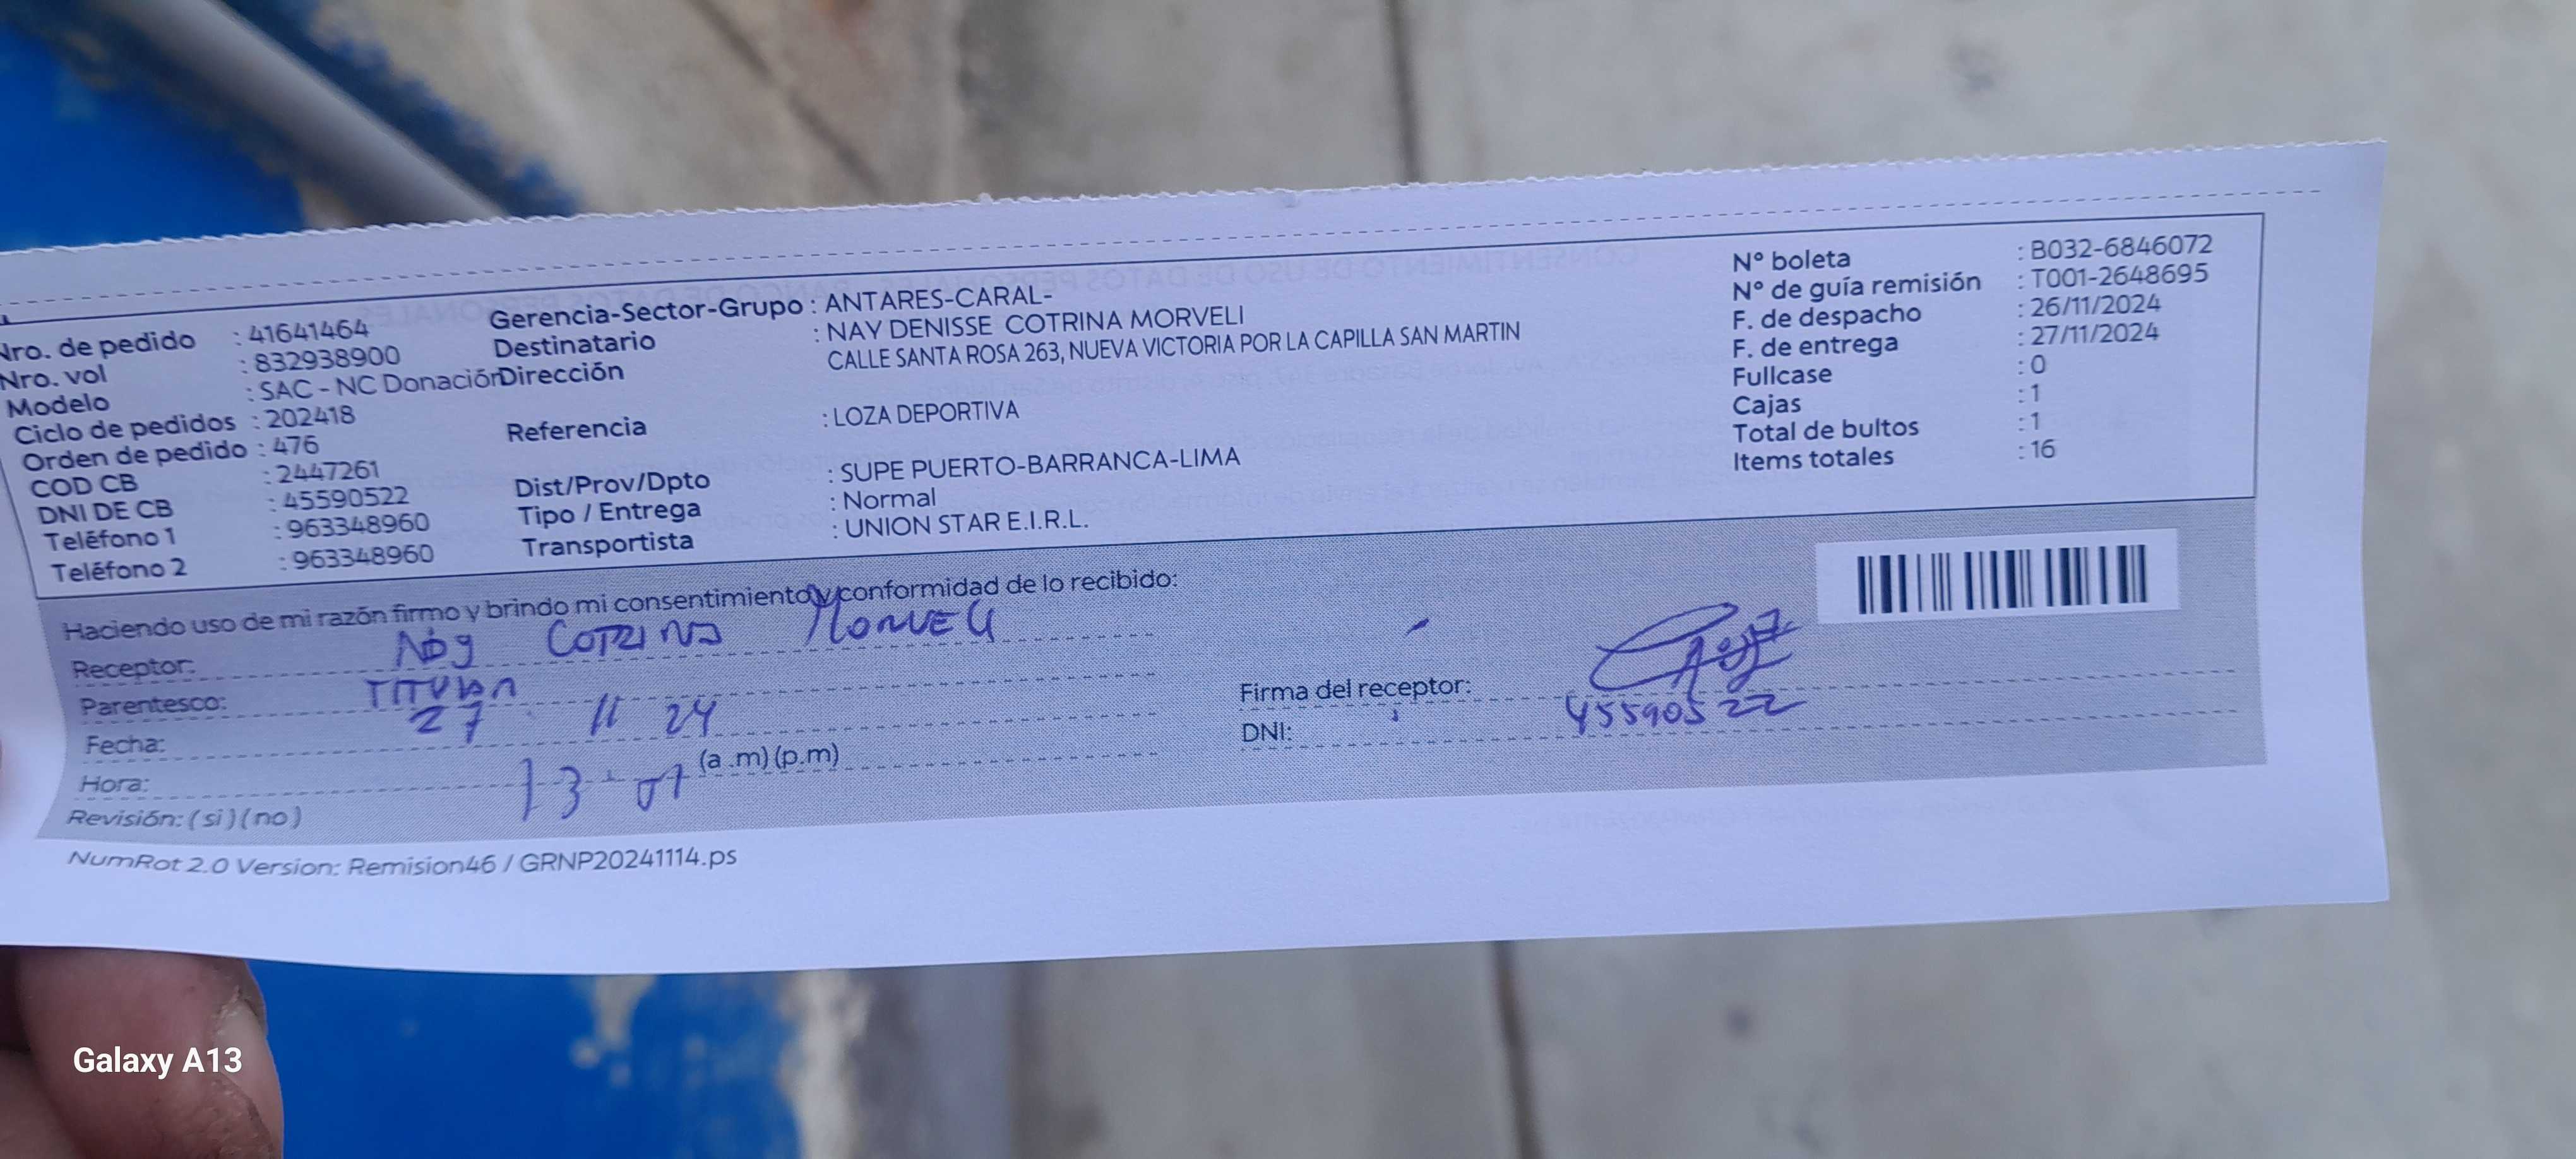 Nro. de pedido : 41641464
Nro. vol : 832938900
Modelo : SAC - NC Donación
Ciclo de pedidos : 202418
Orden de pedido : 476
COD CB : 2447261
DNI DE CB : 45590522
Teléfono 1 : 963348960
Teléfono 2 : 963348960
Gerencia-Sector-Grupo : ANTARES-CARAL-
Destinatario : NAY DENISSE COTRINA MORVELI
Dirección CALLE SANTA ROSA 263, NUEVA VICTORIA POR LA CAPILLA SAN MARTIN
Referencia : LOZA DEPORTIVA
Dist/Prov/Dpto : SUPE PUERTO-BARRANCA-LIMA
Tipo / Entrega : Normal
Transportista : UNION STAR E.I.R.L.
N° boleta : B032-6846072
N° de guía remisión : T001-2648695
F. de despacho : 26/11/2024
F. de entrega : 27/11/2024
Fullcase : 0
Cajas : 1
Total de bultos : 1
Items totales : 16
Haciendo uso de mi razón firmo y brindo mi consentimiento y conformidad de lo recibido:
Receptor: Nay COTRINA MORVELI
Parentesco: TITULAR
Fecha: 27 11 24
Hora: 13 07 (a .m) (p.m)
Revisión: ( si ) ( no )
Firma del receptor:
DNI: 45590522
NumRot 2.0 Version: Remision46 / GRNP20241114.ps
Galaxy A13